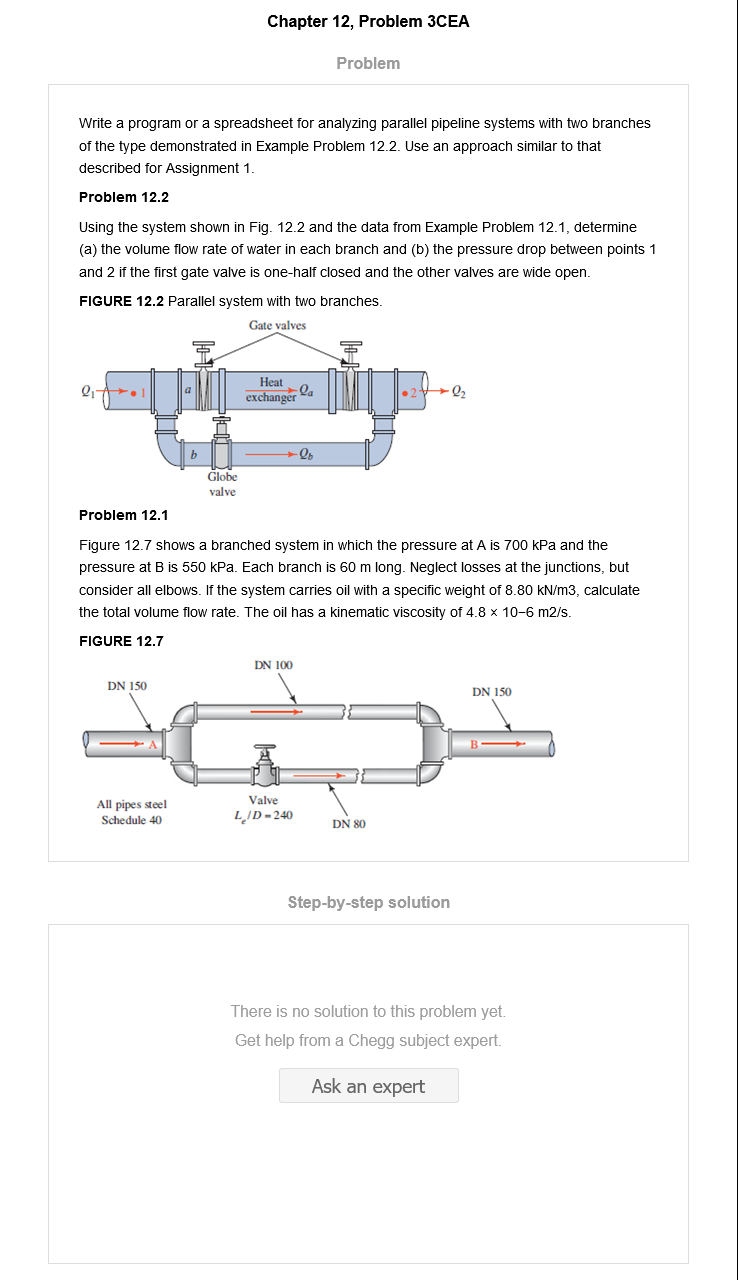 Chapter 12, Problem 3CEA
Problem
Write a program or a spreadsheet for analyzing parallel pipeline systems with two branches
of the type demonstrated in Example Problem 12.2. Use an approach similar to that
described for Assignment 1.
Problem 12.2
Using the system shown in Fig. 12.2 and the data from Example Problem 12.1, determine
(a) the volume flow rate of water in each branch and (b) the pressure drop between points 1
and 2 if the first gate valve is one-half closed and the other valves are wide open.
FIGURE 12.2 Parallel system with two branches.
Gate valves
Q1
1
a
Heat
exchanger
Qa
2
Q2
b
Qb
Globe
valve
Problem 12.1
Figure 12.7 shows a branched system in which the pressure at A is 700 kPa and the
pressure at B is 550 kPa. Each branch is 60 m long. Neglect losses at the junctions, but
consider all elbows. If the system carries oil with a specific weight of 8.80 kN/m3, calculate
the total volume flow rate. The oil has a kinematic viscosity of 4.8 × 10−6 m2/s.
FIGURE 12.7
DN 100
DN 150
DN 150
A
B
All pipes steel
Schedule 40
Valve
Le/D = 240
DN 80
Step-by-step solution
There is no solution to this problem yet.
Get help from a Chegg subject expert.
Ask an expert